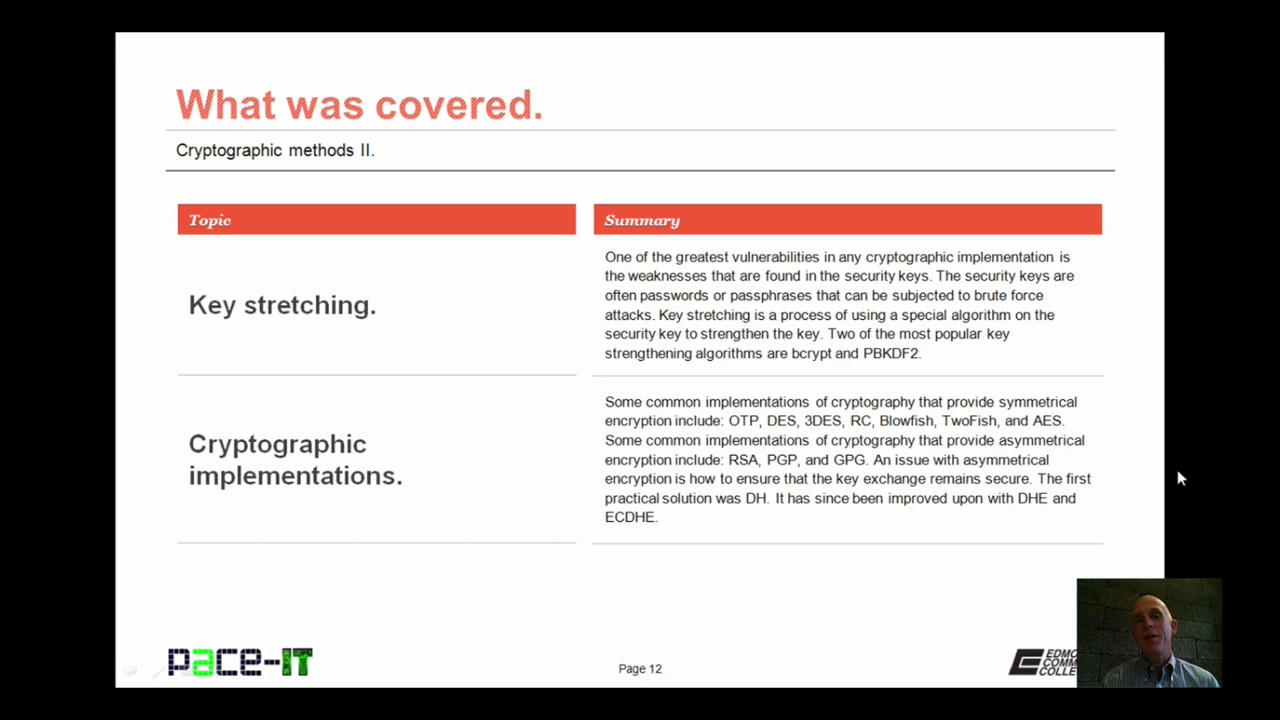 What was covered.
Cryptographic methods II.
Topic
Summary
Key stretching.
One of the greatest vulnerabilities in any cryptographic implementation is
the weaknesses that are found in the security keys. The security keys are
often passwords or passphrases that can be subjected to brute force
attacks. Key stretching is a process of using a special algorithm on the
security key to strengthen the key. Two of the most popular key
strengthening algorithms are bcrypt and PBKDF2.
Cryptographic
implementations.
Some common implementations of cryptography that provide symmetrical
encryption include: OTP, DES, 3DES, RC, Blowfish, TwoFish, and AES.
Some common implementations of cryptography that provide asymmetrical
encryption include: RSA, PGP, and GPG. An issue with asymmetrical
encryption is how to ensure that the key exchange remains secure. The first
practical solution was DH. It has since been improved upon with DHE and
ECDHE.
pace-IT
Page 12